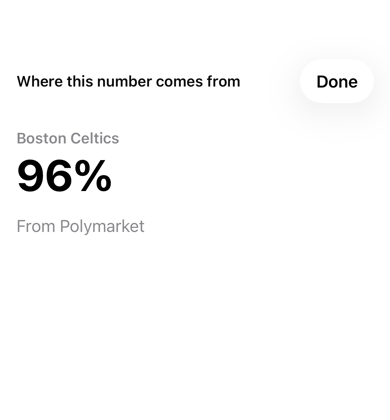 Where this number comes from
Done
Boston Celtics
96%
From Polymarket